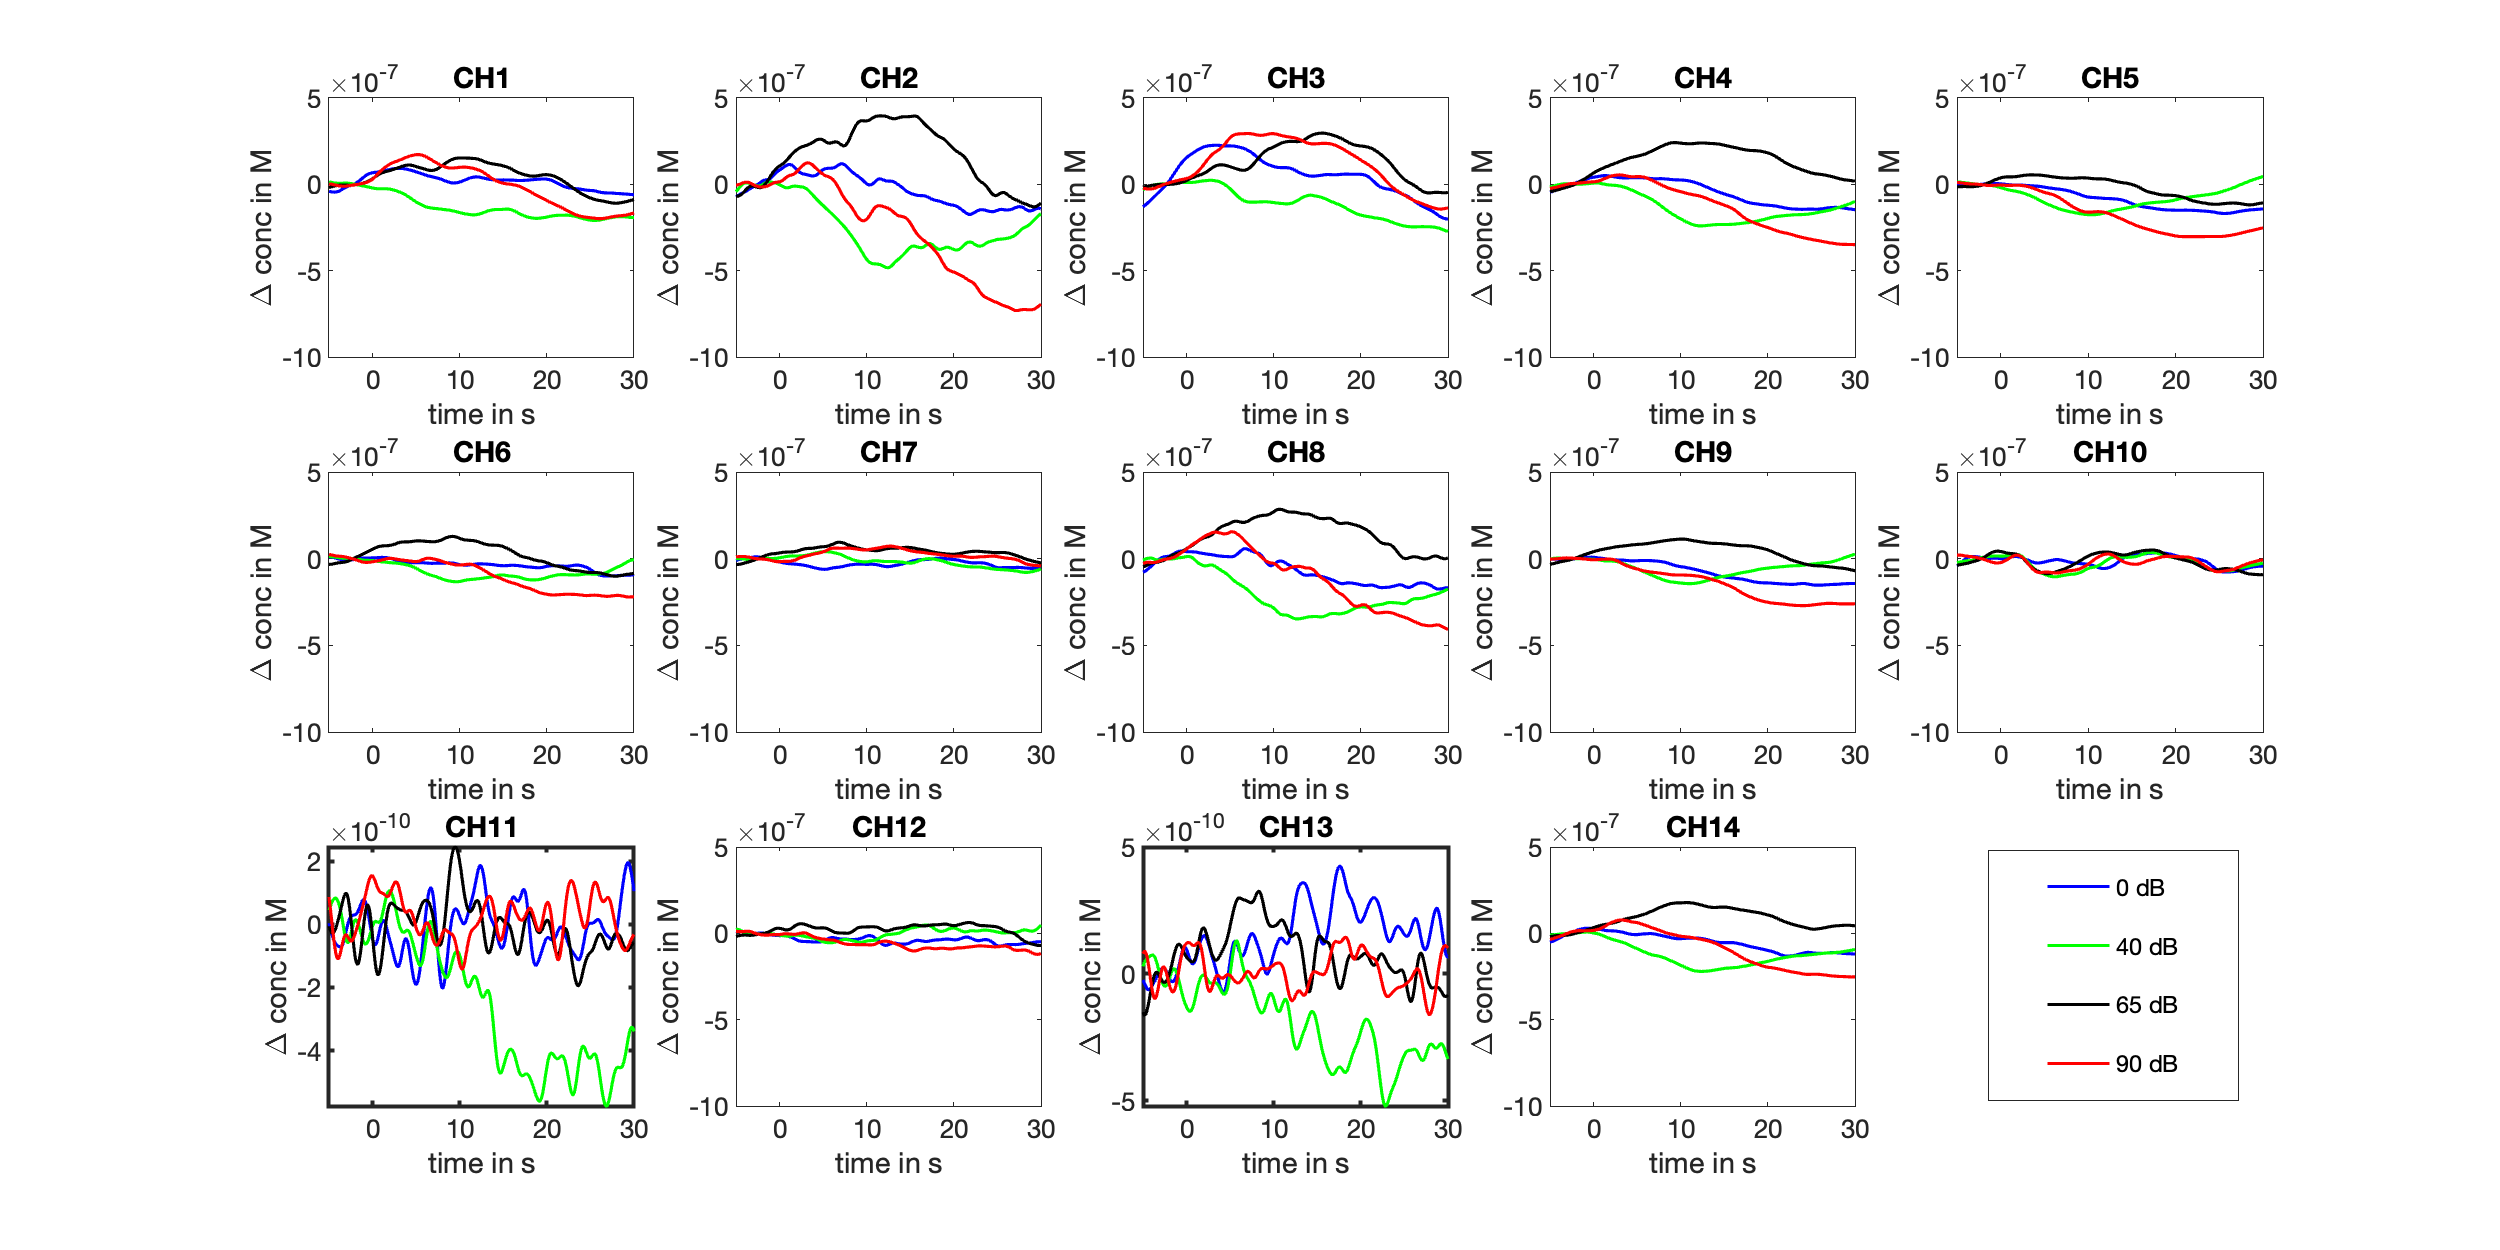 ×10⁻⁷ CH1
5
0
-5
-10
Δ conc in M
0 10 20 30
time in s
×10⁻⁷ CH2
5
0
-5
-10
Δ conc in M
0 10 20 30
time in s
×10⁻⁷ CH3
5
0
-5
-10
Δ conc in M
0 10 20 30
time in s
×10⁻⁷ CH4
5
0
-5
-10
Δ conc in M
0 10 20 30
time in s
×10⁻⁷ CH5
5
0
-5
-10
Δ conc in M
0 10 20 30
time in s
×10⁻⁷ CH6
5
0
-5
-10
Δ conc in M
0 10 20 30
time in s
×10⁻⁷ CH7
5
0
-5
-10
Δ conc in M
0 10 20 30
time in s
×10⁻⁷ CH8
5
0
-5
-10
Δ conc in M
0 10 20 30
time in s
×10⁻⁷ CH9
5
0
-5
-10
Δ conc in M
0 10 20 30
time in s
×10⁻⁷ CH10
5
0
-5
-10
Δ conc in M
0 10 20 30
time in s
×10⁻¹⁰ CH11
2
0
-2
-4
Δ conc in M
0 10 20 30
time in s
×10⁻⁷ CH12
5
0
-5
-10
Δ conc in M
0 10 20 30
time in s
×10⁻¹⁰ CH13
5
0
-5
Δ conc in M
0 10 20 30
time in s
×10⁻⁷ CH14
5
0
-5
-10
Δ conc in M
0 10 20 30
time in s
0 dB
40 dB
65 dB
90 dB